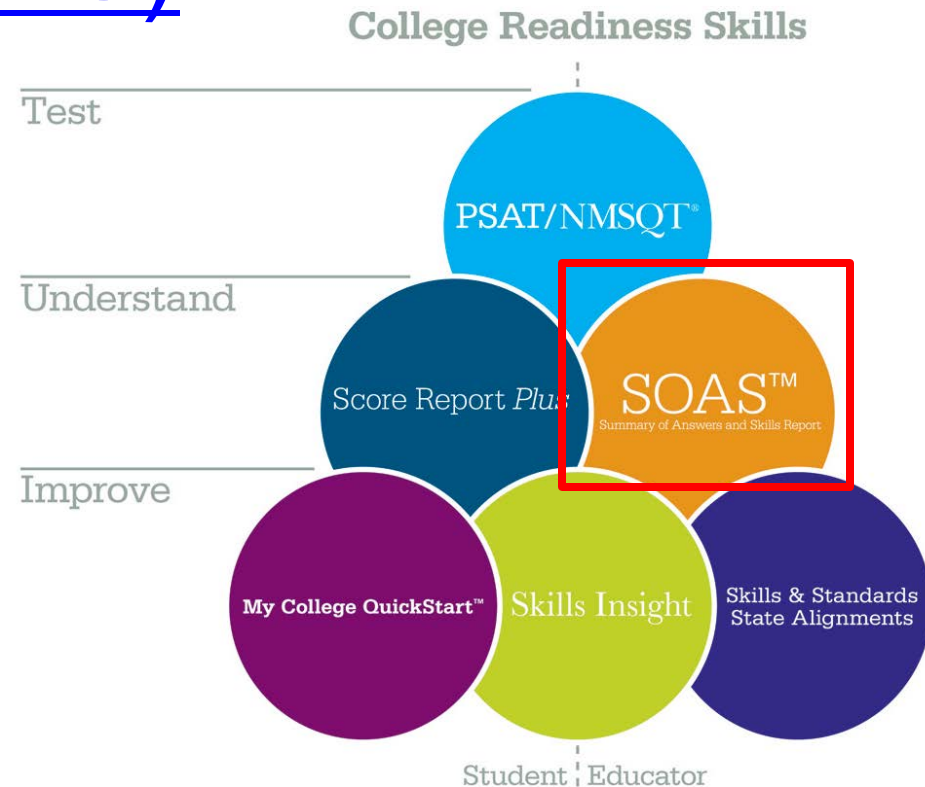 College Readiness Skills
Test
PSAT/NMSQT®
Understand
Score Report Plus
SOAS™
Summary of Answers and Skills Report
Improve
My College QuickStart™
Skills Insight
Skills & Standards
State Alignments
Student Educator